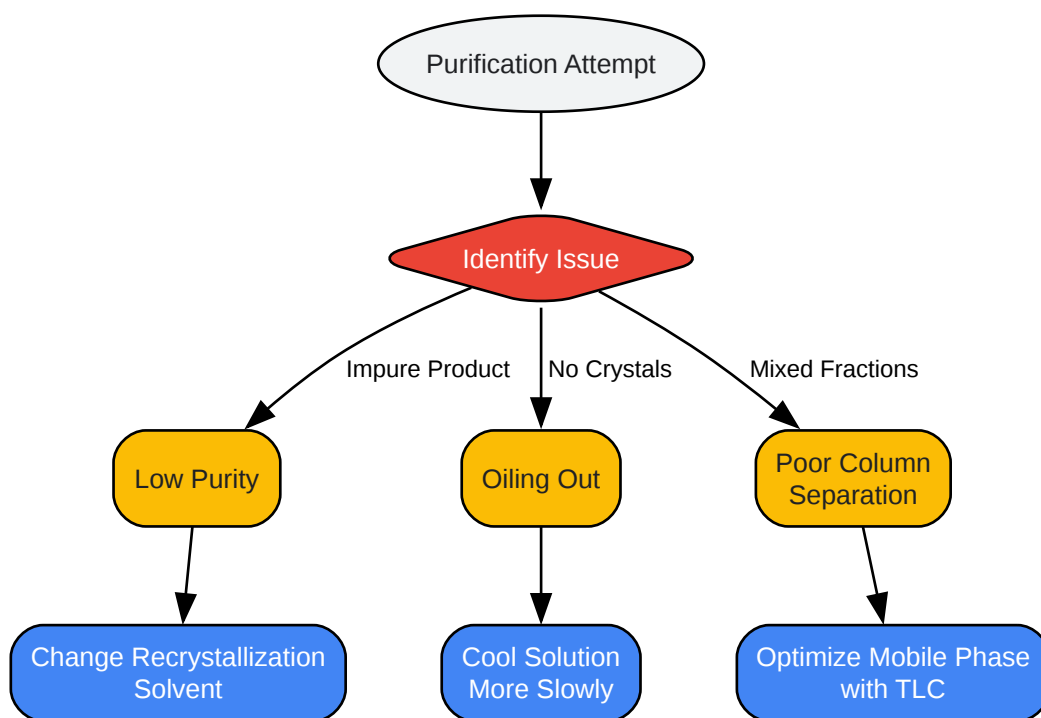 Purification Attempt
Identify Issue
Impure Product
No Crystals
Mixed Fractions
Low Purity
Oiling Out
Poor Column
Separation
Change Recrystallization
Solvent
Cool Solution
More Slowly
Optimize Mobile Phase
with TLC